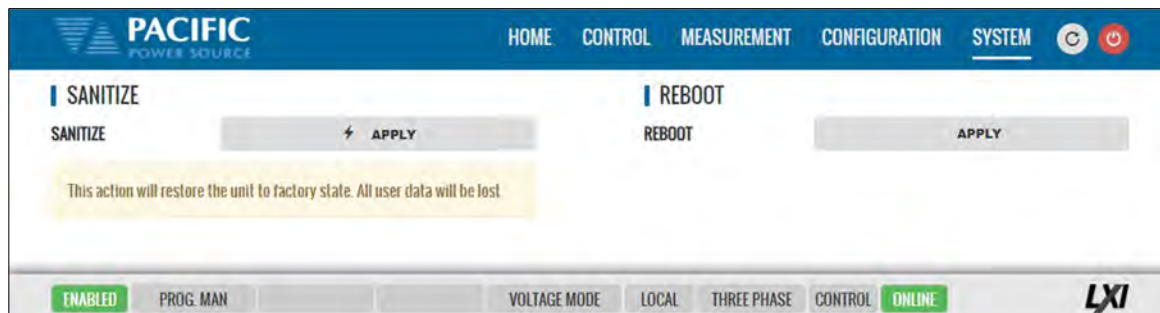 PACIFIC
POWER SOURCE
HOME CONTROL MEASUREMENT CONFIGURATION SYSTEM
SANITIZE
SANITIZE APPLY
This action will restore the unit to factory state. All user data will be lost
REBOOT
REBOOT APPLY
ENABLED PROG. MAN VOLTAGE MODE LOCAL THREE PHASE CONTROL ONLINE LXI